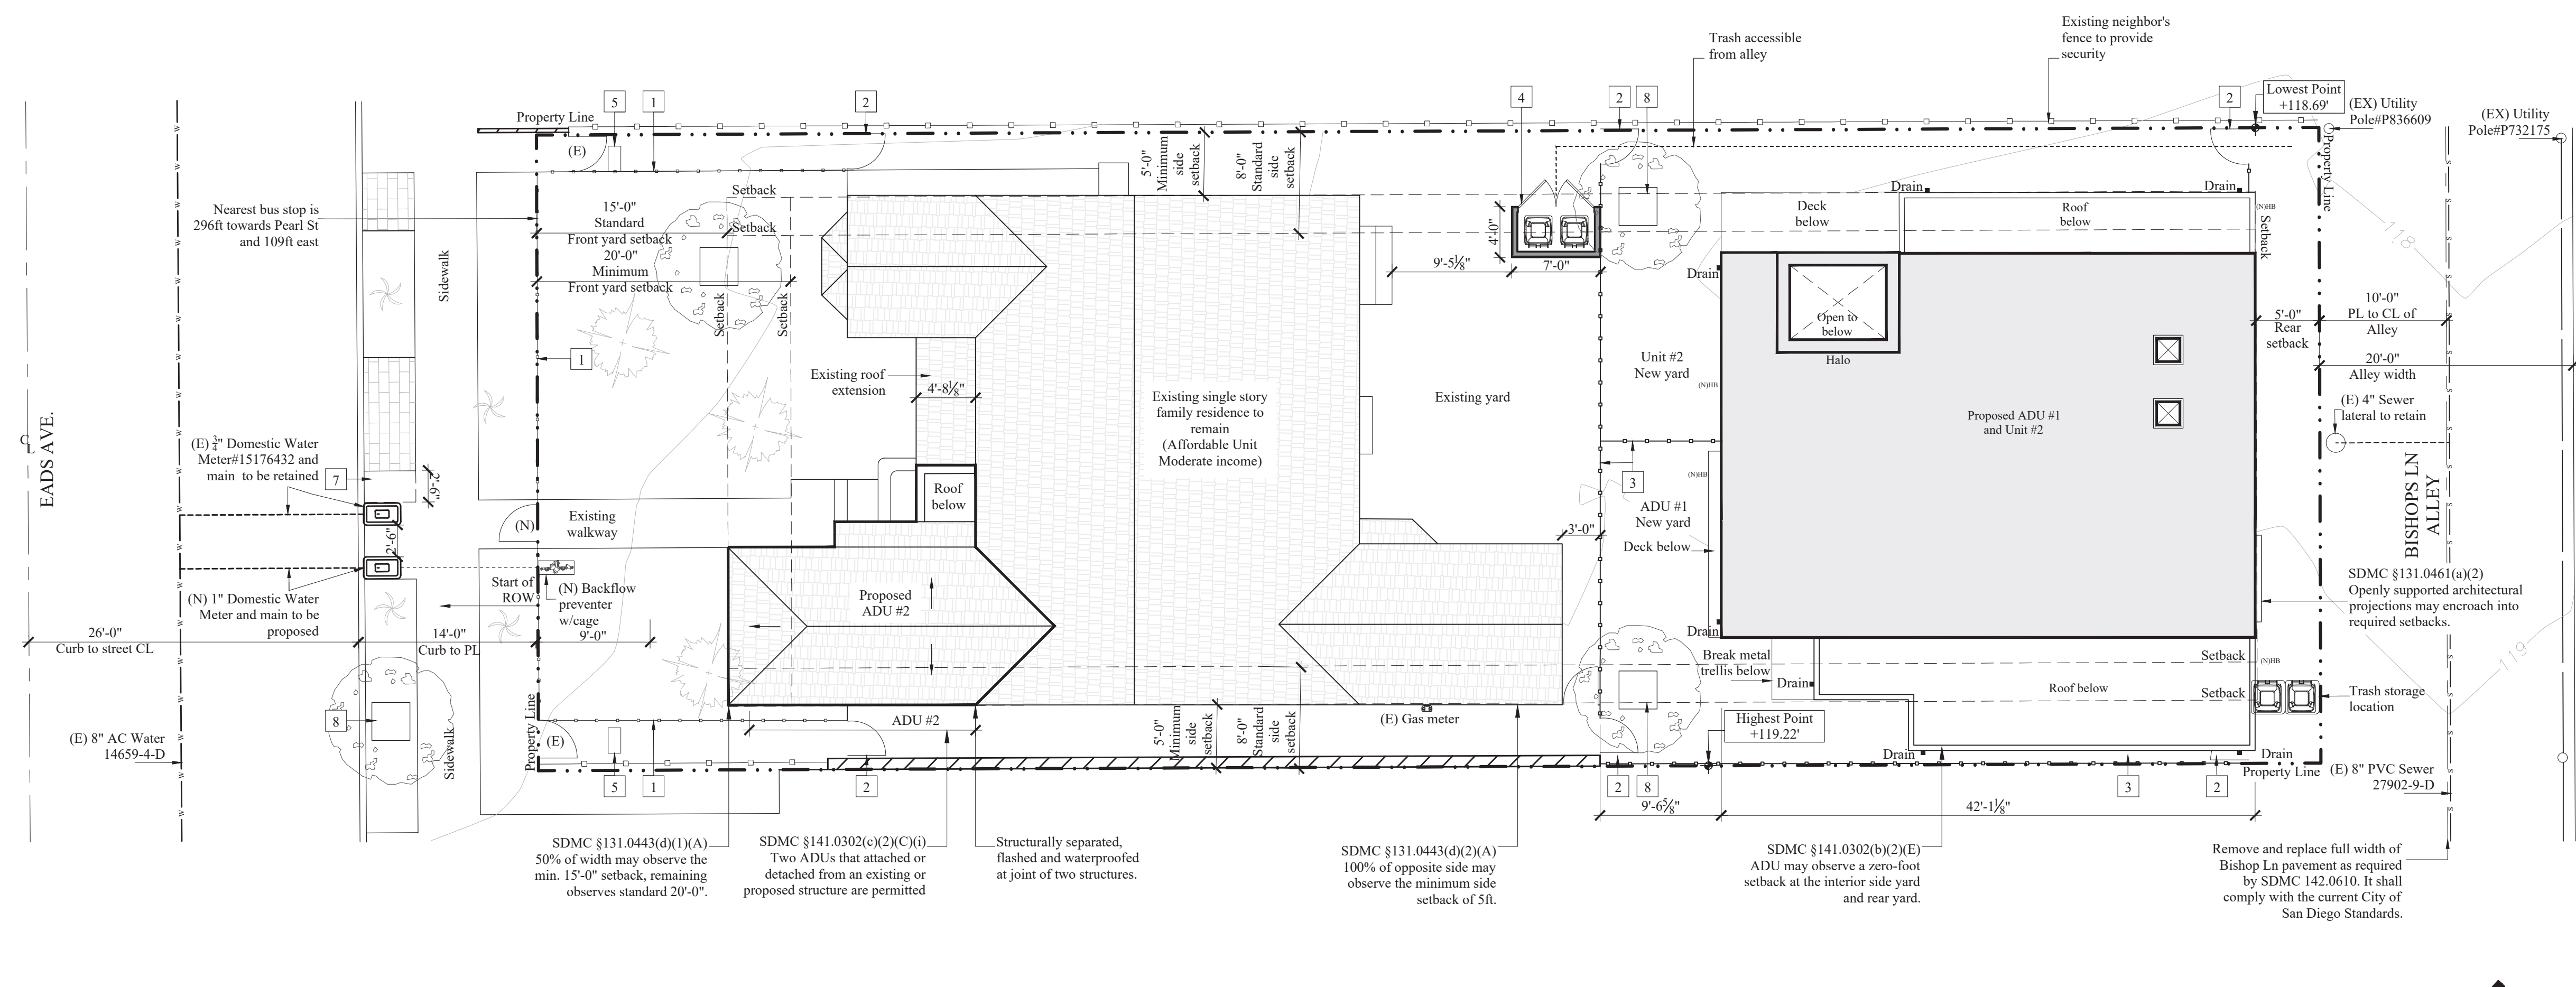 Existing neighbor's
fence to provide
security
Trash accessible
from alley
Property Line
5
1
2
4
2
8
2
Lowest Point
+118.69'
(EX) Utility
Pole#P836609
(EX) Utility
Pole#P732175
(E)
5'-0"
Minimum
side
setback
8'-0"
Standard
side
setback
Property Line
Nearest bus stop is
296ft towards Pearl St
and 109ft east
Sidewalk
15'-0"
Standard
Front yard setback
20'-0"
Minimum
Front yard setback
Setback
Setback
Setback
Setback
4'-0"
9'-5⅛"
7'-0"
Drain
Drain
Drain
Deck
below
Roof
below
(N)HB
Setback
118
Open to
below
Halo
5'-0"
Rear
setback
10'-0"
PL to CL of
Alley
20'-0"
Alley width
1
Existing roof
extension
4'-8⅛"
Existing single story
family residence to
remain
(Affordable Unit
Moderate income)
Existing yard
Unit #2
New yard
(N)HB
Proposed ADU #1
and Unit #2
(E) 4" Sewer
lateral to retain
EADS AVE.
CL
(E) ¾" Domestic Water
Meter#15176432 and
main to be retained
7
2'-6"
2'-6"
(N)
Existing
walkway
Roof
below
3
(N)HB
ADU #1
New yard
Deck below
3'-0"
BISHOPS LN
ALLEY
(N) 1" Domestic Water
Meter and main to be
proposed
Start of
ROW
(N) Backflow
preventer
w/cage
9'-0"
Proposed
ADU #2
SDMC §131.0461(a)(2)
Openly supported architectural
projections may encroach into
required setbacks.
26'-0"
Curb to street CL
14'-0"
Curb to PL
Drain
Break metal
trellis below
Drain
Setback
(N)HB
119
Roof below
Setback
Trash storage
location
8
(E) 8" AC Water
14659-4-D
Sidewalk
Property Line
(E)
ADU #2
5'-0"
Minimum
side
setback
8'-0"
Standard
side
setback
(E) Gas meter
Highest Point
+119.22'
Drain
Drain
Property Line
(E) 8" PVC Sewer
27902-9-D
5
1
2
2
8
3
2
9'-6⅝"
42'-1⅛"
SDMC §131.0443(d)(1)(A)
50% of width may observe the
min. 15'-0" setback, remaining
observes standard 20'-0".
SDMC §141.0302(c)(2)(C)(i)
Two ADUs that attached or
detached from an existing or
proposed structure are permitted
Structurally separated,
flashed and waterproofed
at joint of two structures.
SDMC §131.0443(d)(2)(A)
100% of opposite side may
observe the minimum side
setback of 5ft.
SDMC §141.0302(b)(2)(E)
ADU may observe a zero-foot
setback at the interior side yard
and rear yard.
Remove and replace full width of
Bishop Ln pavement as required
by SDMC 142.0610. It shall
comply with the current City of
San Diego Standards.